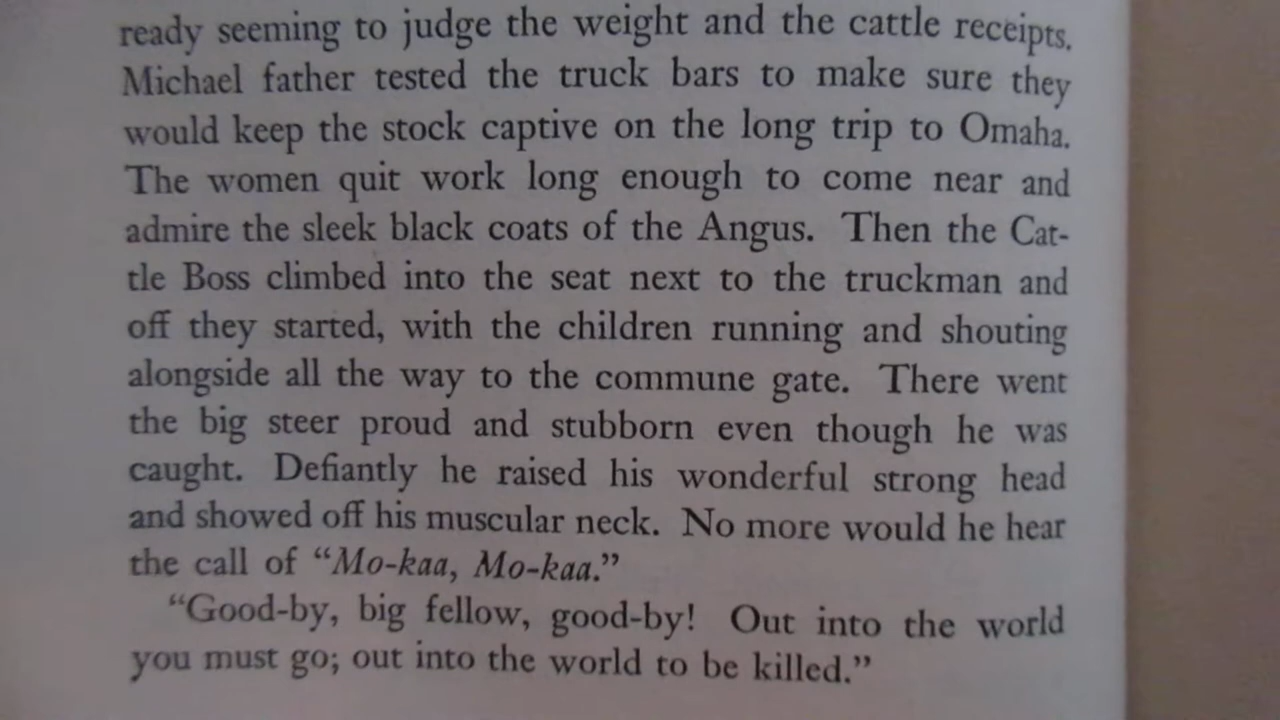 ready seeming to judge the weight and the cattle receipts.
Michael father tested the truck bars to make sure they
would keep the stock captive on the long trip to Omaha.
The women quit work long enough to come near and
admire the sleek black coats of the Angus. Then the Cat-
tle Boss climbed into the seat next to the truckman and
off they started, with the children running and shouting
alongside all the way to the commune gate. There went
the big steer proud and stubborn even though he was
caught. Defiantly he raised his wonderful strong head
and showed off his muscular neck. No more would he hear
the call of “Mo-kaa, Mo-kaa.”
“Good-by, big fellow, good-by! Out into the world
you must go; out into the world to be killed.”